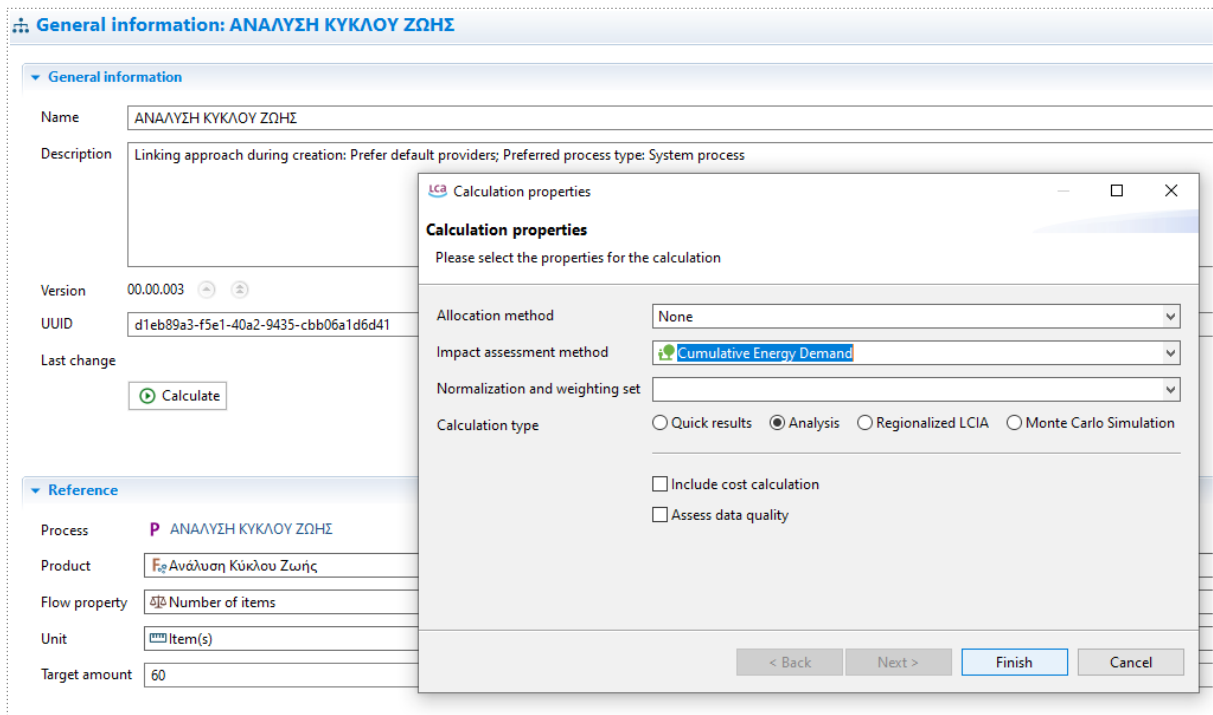 General information: ΑΝΑΛΥΣΗ ΚΥΚΛΟΥ ΖΩΗΣ
General information
Name ΑΝΑΛΥΣΗ ΚΥΚΛΟΥ ΖΩΗΣ
Description Linking approach during creation: Prefer default providers; Preferred process type: System process
Version 00.00.003
UUID d1eb89a3-f5e1-40a2-9435-cbb06a1d6d41
Last change
Calculate
Reference
Process P ΑΝΑΛΥΣΗ ΚΥΚΛΟΥ ΖΩΗΣ
Product Fe Ανάλυση Κύκλου Ζωής
Flow property Number of items
Unit Item(s)
Target amount 60
LCA Calculation properties
Calculation properties
Please select the properties for the calculation
Allocation method None
Impact assessment method Cumulative Energy Demand
Normalization and weighting set
Calculation type Quick results Analysis Regionalized LCIA Monte Carlo Simulation
Include cost calculation
Assess data quality
< Back Next > Finish Cancel